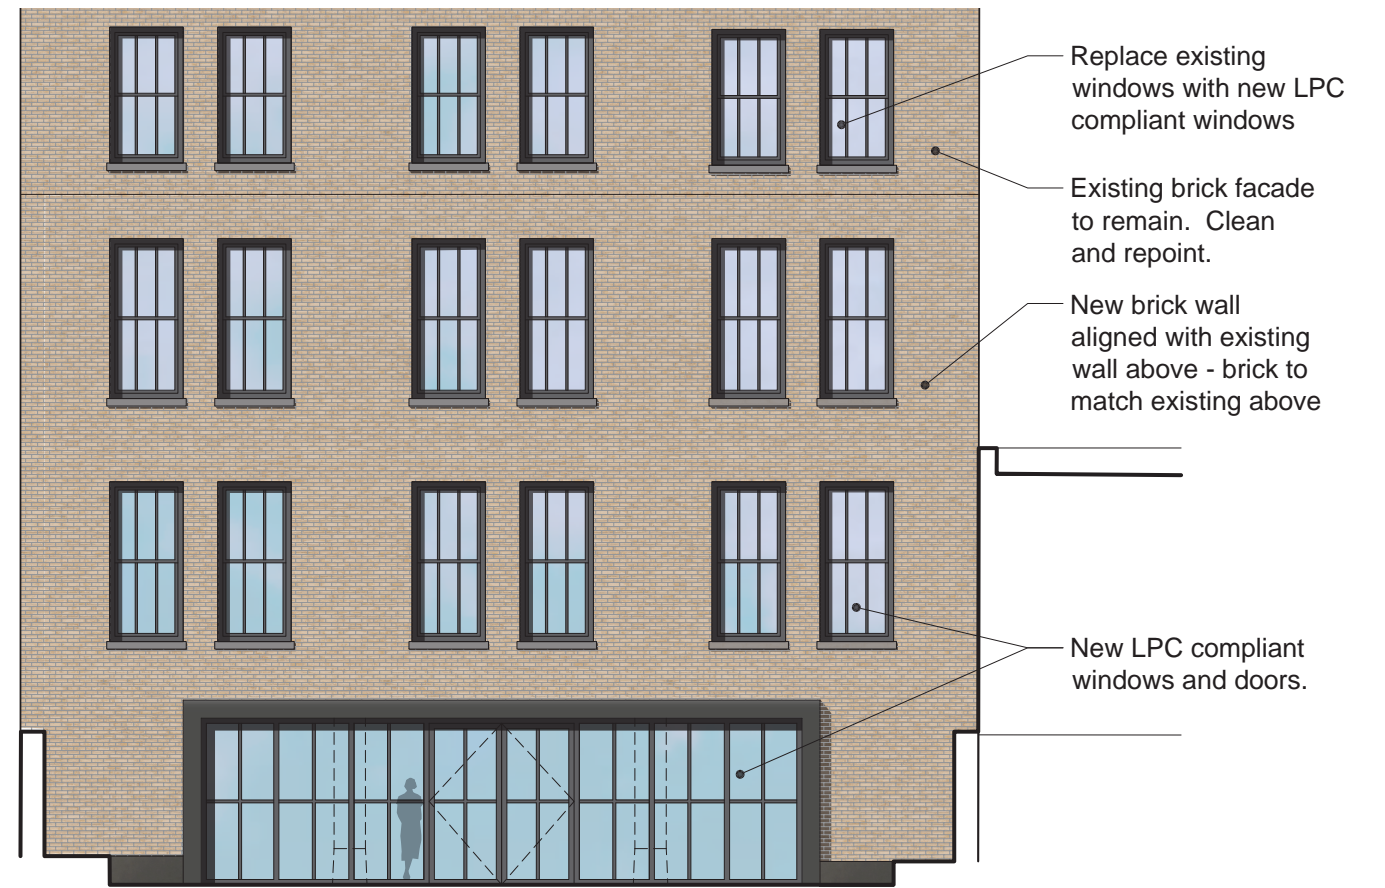 Replace existing
windows with new LPC
compliant windows
Existing brick facade
to remain.  Clean
and repoint.
New brick wall
aligned with existing
wall above - brick to
match existing above
New LPC compliant
windows and doors.